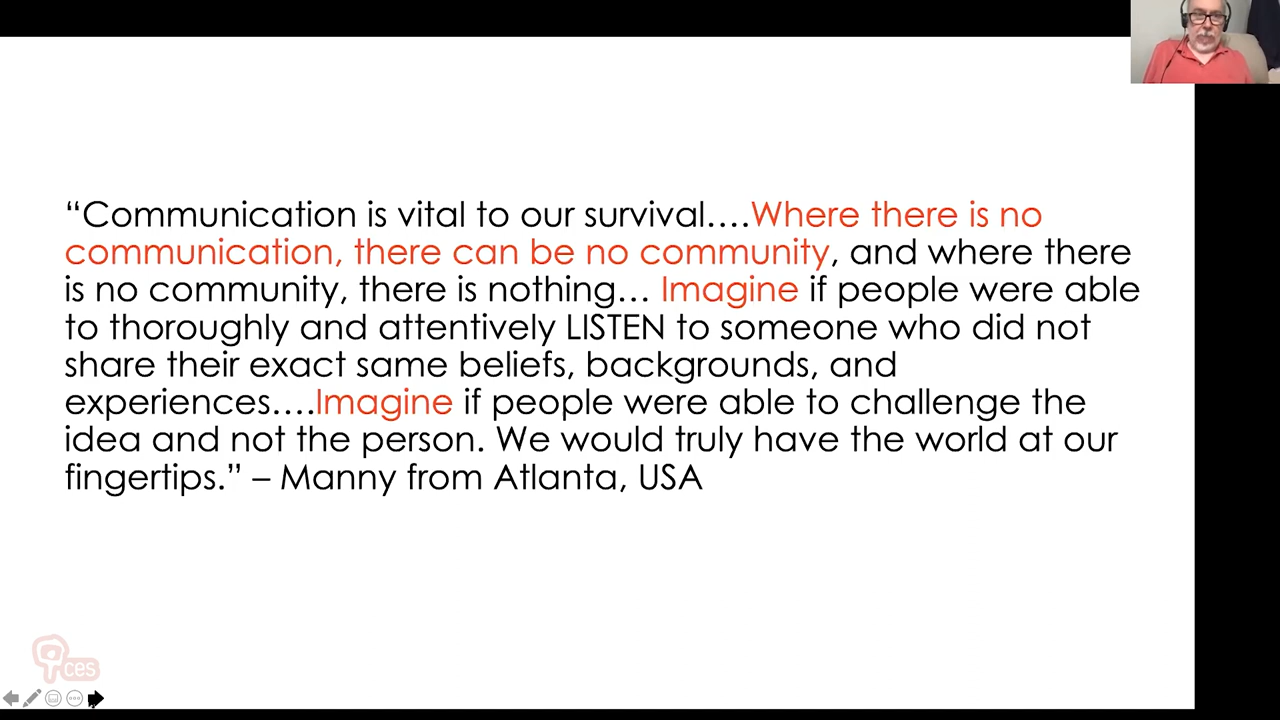 “Communication is vital to our survival….Where there is no
communication, there can be no community, and where there
is no community, there is nothing… Imagine if people were able
to thoroughly and attentively LISTEN to someone who did not
share their exact same beliefs, backgrounds, and
experiences….Imagine if people were able to challenge the
idea and not the person. We would truly have the world at our
fingertips.” – Manny from Atlanta, USA
ces